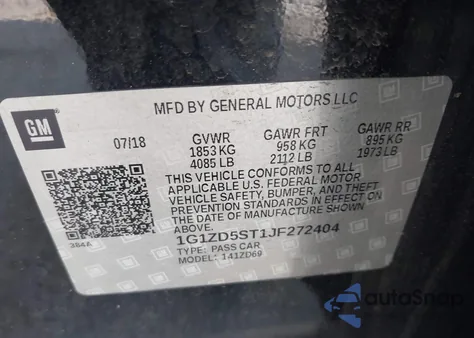 MFD BY GENERAL MOTORS LLC
GM
07/18 GVWR GAWR FRT GAWR RR
1853 KG 958 KG 895 KG
4085 LB 2112 LB 1973 LB
THIS VEHICLE CONFORMS TO ALL
APPLICABLE U.S. FEDERAL MOTOR
VEHICLE SAFETY, BUMPER, AND THEFT
PREVENTION STANDARDS IN EFFECT ON
THE DATE OF MANUFACTURE SHOWN
ABOVE.
1G1ZD5ST1JF272404
TYPE: PASS CAR
MODEL: 141ZD69
384A
autoSnap